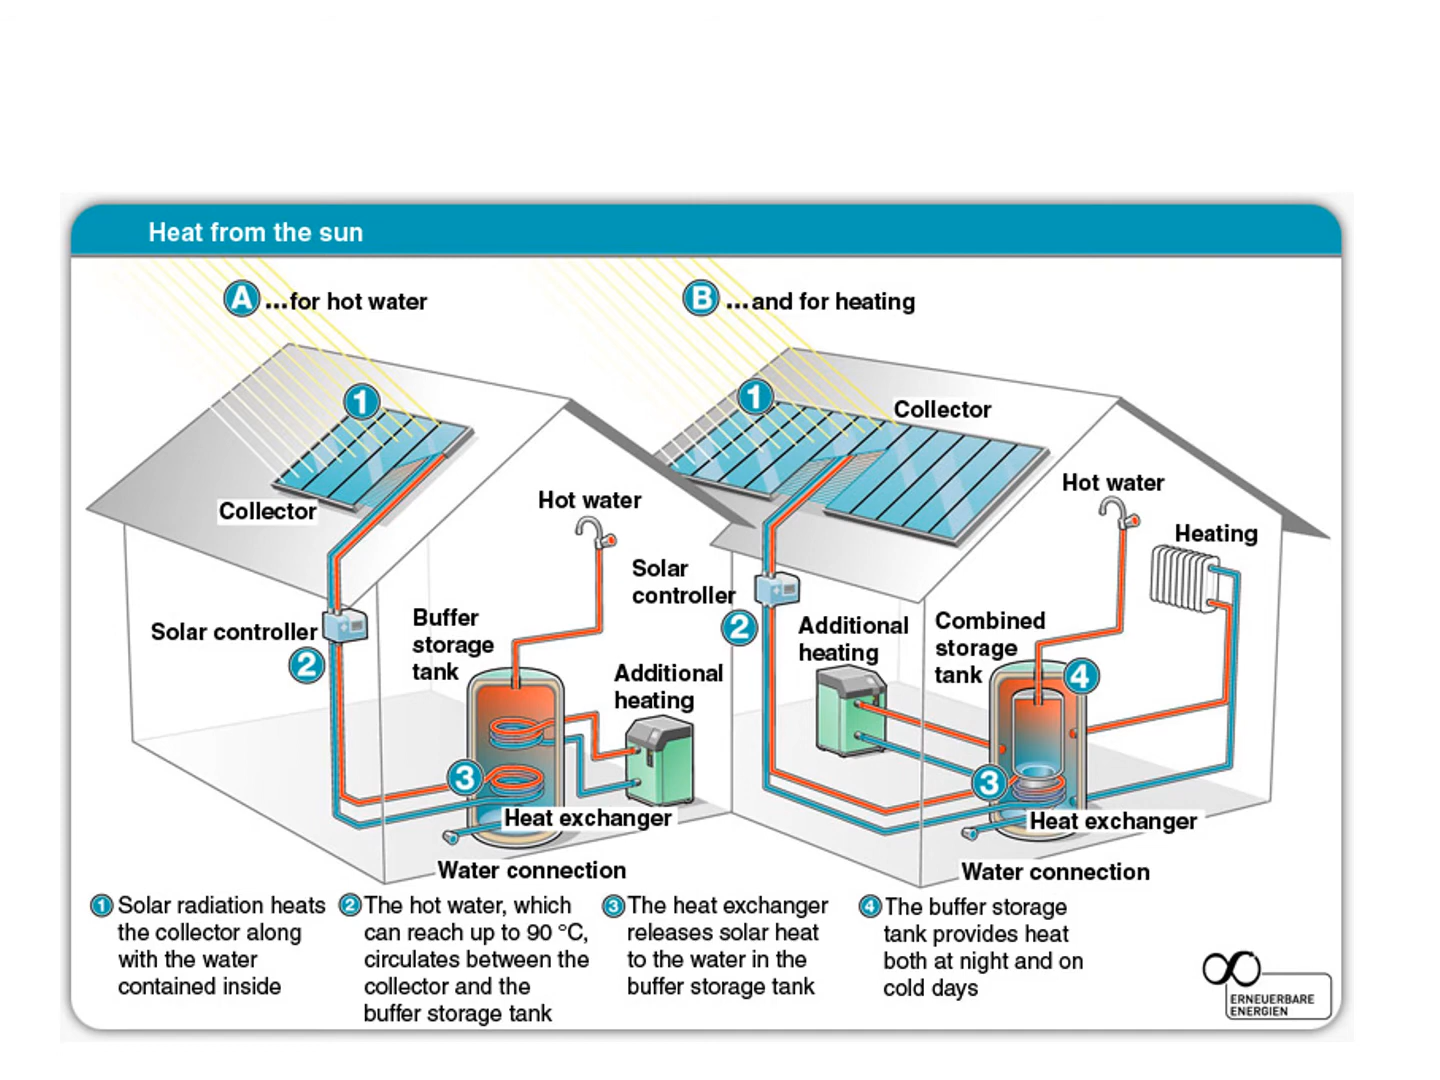 Heat from the sun
A ...for hot water
B ...and for heating
1
Collector
Solar controller
2
Buffer
storage
tank
Hot water
Additional
heating
3
Heat exchanger
Water connection
1
Collector
Solar
controller
2
Additional
heating
Combined
storage
tank
Hot water
Heating
4
3
Heat exchanger
Water connection
1 Solar radiation heats
the collector along
with the water
contained inside
2 The hot water, which
can reach up to 90 °C,
circulates between the
collector and the
buffer storage tank
3 The heat exchanger
releases solar heat
to the water in the
buffer storage tank
4 The buffer storage
tank provides heat
both at night and on
cold days
ERNEUERBARE
ENERGIEN